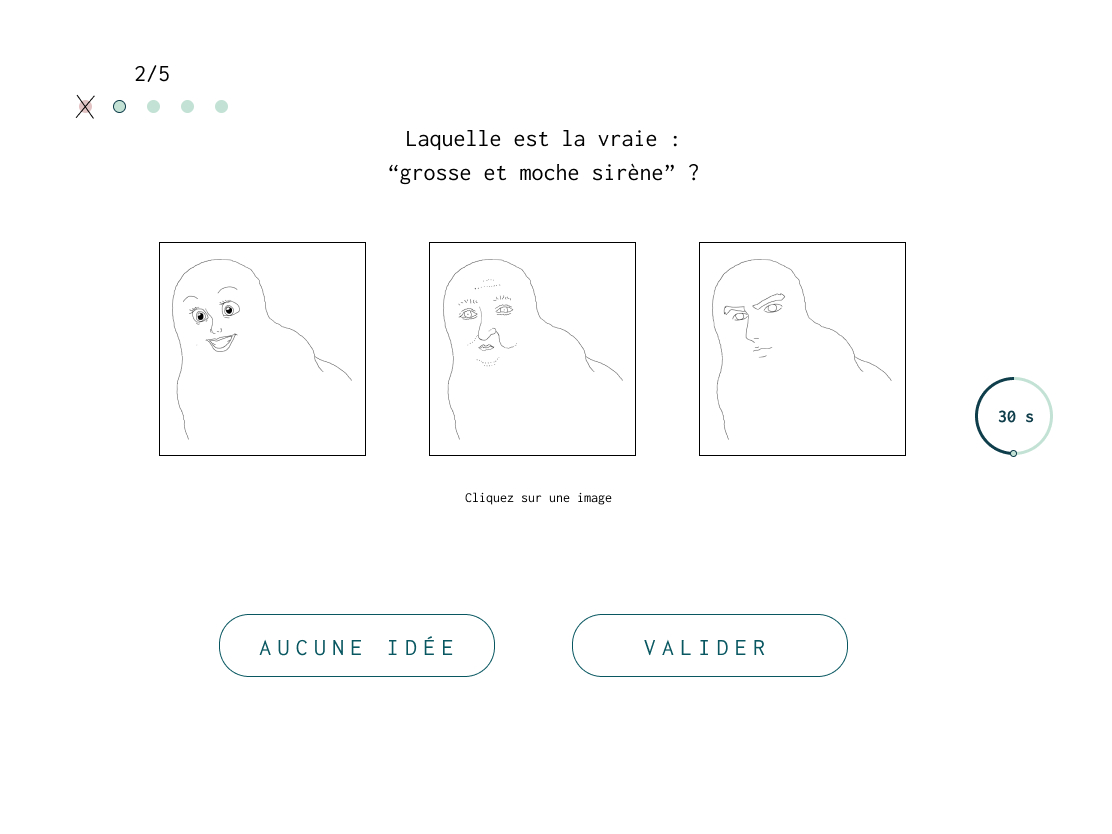 2/5
Laquelle est la vraie :
“grosse et moche sirène” ?
30 s
Cliquez sur une image
AUCUNE IDÉE
VALIDER